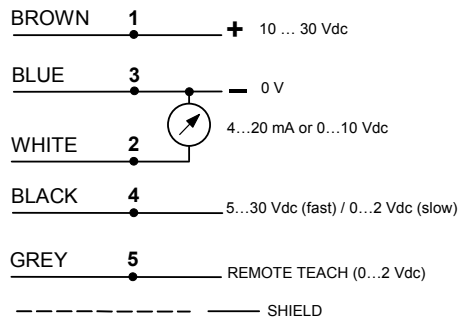 BROWN 1 + 10 … 30 Vdc
BLUE 3 – 0 V
4…20 mA or 0…10 Vdc
WHITE 2
BLACK 4 5…30 Vdc (fast) / 0…2 Vdc (slow)
GREY 5 REMOTE TEACH (0…2 Vdc)
SHIELD